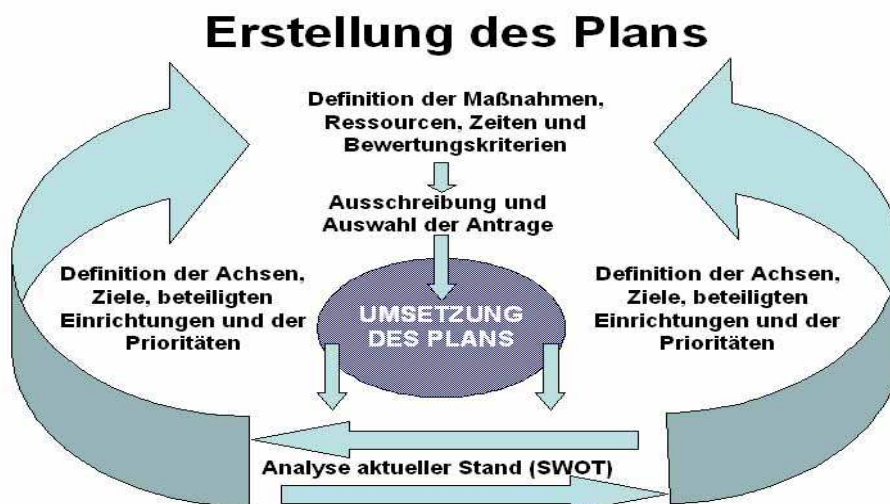 Erstellung des Plans
Definition der Maßnahmen,
Ressourcen, Zeiten und
Bewertungskriterien
Ausschreibung und
Auswahl der Antrage
Definition der Achsen,
Ziele, beteiligten
Einrichtungen und der
Prioritäten
UMSETZUNG
DES PLANS
Definition der Achsen,
Ziele, beteiligten
Einrichtungen und der
Prioritäten
Analyse aktueller Stand (SWOT)